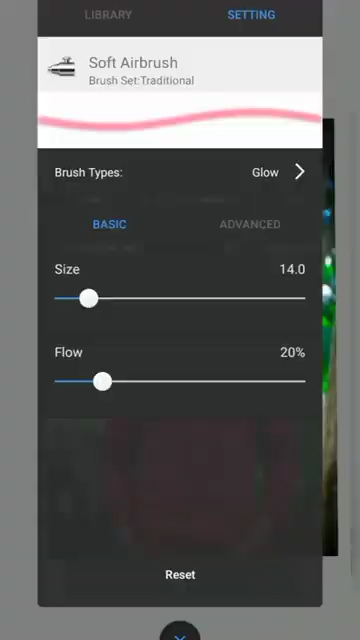 LIBRARY SETTING
Soft Airbrush
Brush Set:Traditional
Brush Types: Glow
BASIC ADVANCED
Size 14.0
Flow 20%
Reset